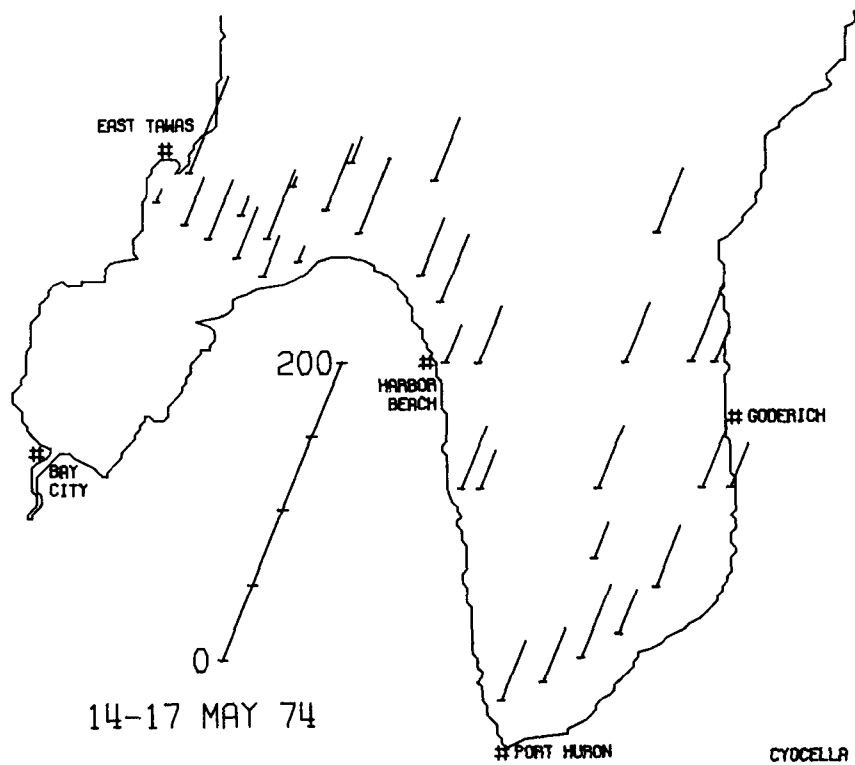 EAST TAWAS
#
200
HARBOR
BEACH
#
# GODERICH
#
BAY
CITY
0
14-17 MAY 74
# PORT HURON
CYOCELLA